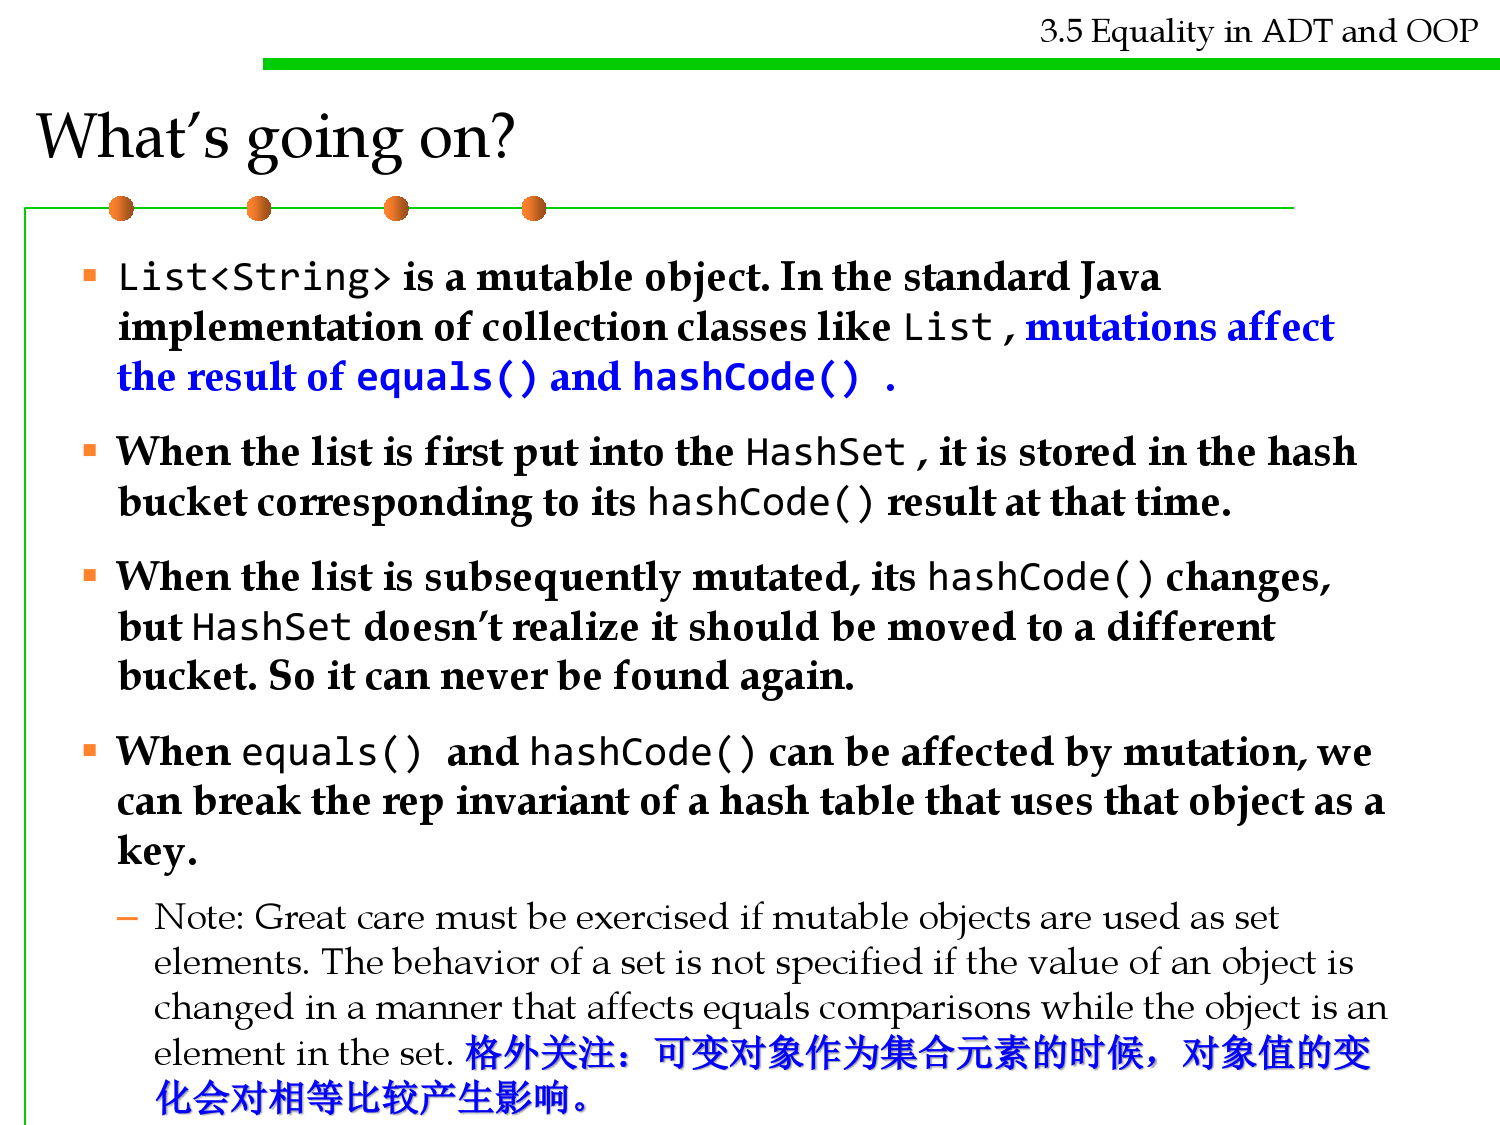 3.5 Equality in ADT and OOP
What’s going on?
List<String> is a mutable object. In the standard Java
implementation of collection classes like List , mutations affect
the result of equals() and hashCode() .
When the list is first put into the HashSet , it is stored in the hash
bucket corresponding to its hashCode() result at that time.
When the list is subsequently mutated, its hashCode() changes,
but HashSet doesn’t realize it should be moved to a different
bucket. So it can never be found again.
When equals() and hashCode() can be affected by mutation, we
can break the rep invariant of a hash table that uses that object as a
key.
– Note: Great care must be exercised if mutable objects are used as set
elements. The behavior of a set is not specified if the value of an object is
changed in a manner that affects equals comparisons while the object is an
element in the set. 格外关注：可变对象作为集合元素的时候，对象值的变
化会对相等比较产生影响。